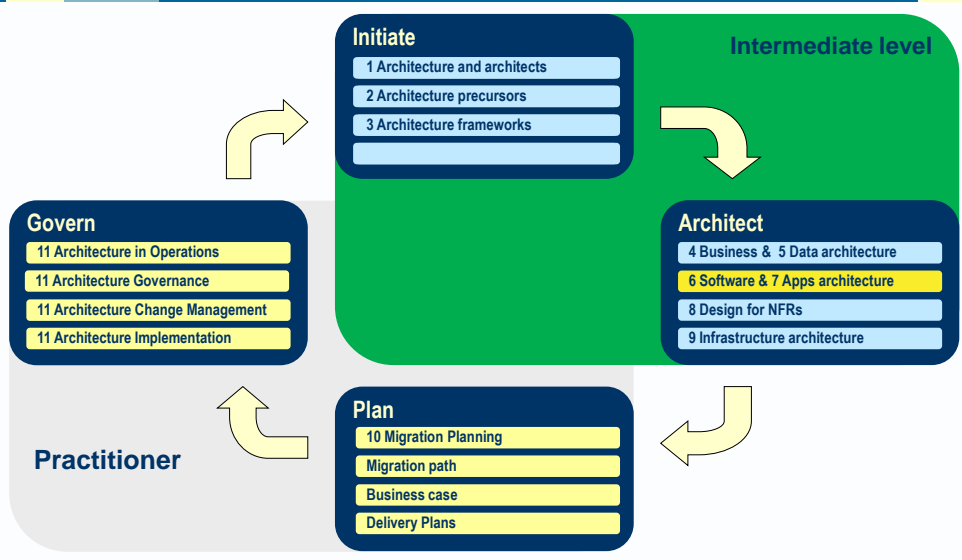 Initiate
1 Architecture and architects
2 Architecture precursors
3 Architecture frameworks
Intermediate level
Govern
11 Architecture in Operations
11 Architecture Governance
11 Architecture Change Management
11 Architecture Implementation
Architect
4 Business & 5 Data architecture
6 Software & 7 Apps architecture
8 Design for NFRs
9 Infrastructure architecture
Plan
10 Migration Planning
Migration path
Business case
Delivery Plans
Practitioner